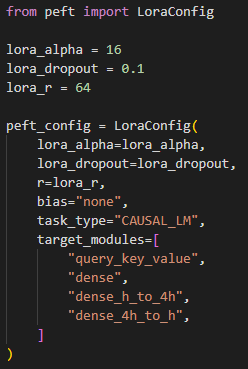 from peft import LoraConfig
lora_alpha = 16
lora_dropout = 0.1
lora_r = 64
peft_config = LoraConfig(
    lora_alpha=lora_alpha,
    lora_dropout=lora_dropout,
    r=lora_r,
    bias="none",
    task_type="CAUSAL_LM",
    target_modules=[
        "query_key_value",
        "dense",
        "dense_h_to_4h",
        "dense_4h_to_h",
    ]
)